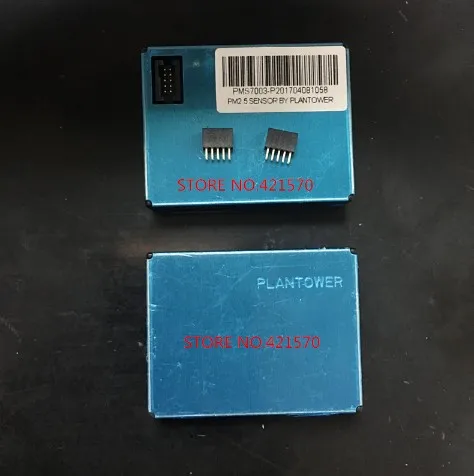 PMS7003-P201704081058
PM2.5 SENSOR BY PLANTOWER
STORE NO:421570
PLANTOWER
STORE NO:421570